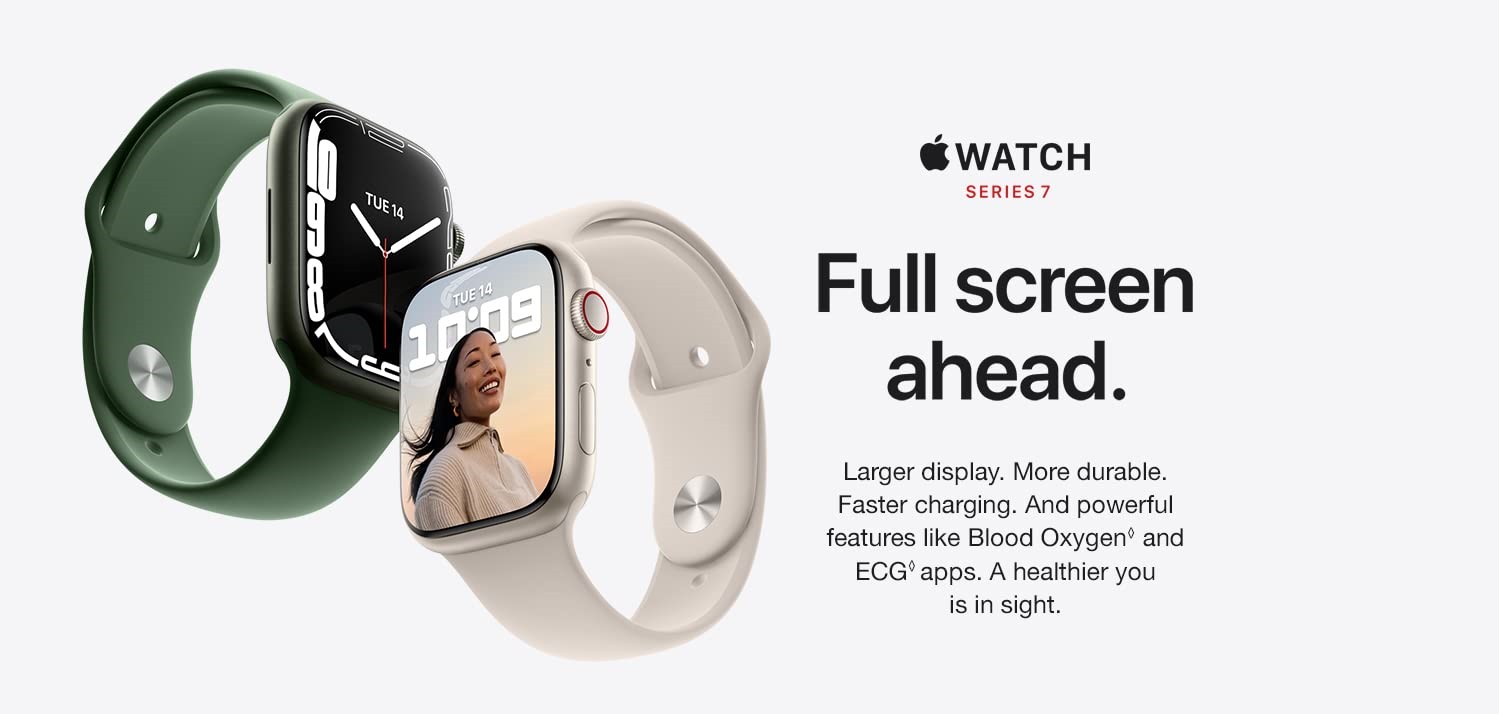 TUE 14
TUE 14
10:09
WATCH
SERIES 7
Full screen
ahead.
Larger display. More durable.
Faster charging. And powerful
features like Blood Oxygen◊ and
ECG◊ apps. A healthier you
is in sight.